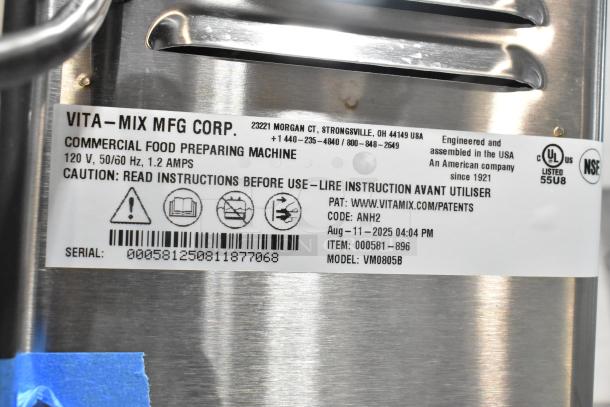 VITA-MIX MFG CORP.
23221 MORGAN CT, STRONGSVILLE, OH 44149 USA
+1 440-235-4840 / 800-848-2649
COMMERCIAL FOOD PREPARING MACHINE
120 V, 50/60 Hz, 1.2 AMPS
Engineered and
assembled in the USA
An American company
since 1921
C UL US
LISTED
55U8
NSF
CAUTION: READ INSTRUCTIONS BEFORE USE-LIRE INSTRUCTION AVANT UTILISER
PAT: WWW.VITAMIX.COM/PATENTS
CODE: ANH2
Aug-11-2025 04:04 PM
ITEM: 000581-896
MODEL: VM0805B
SERIAL: 000581250811877068